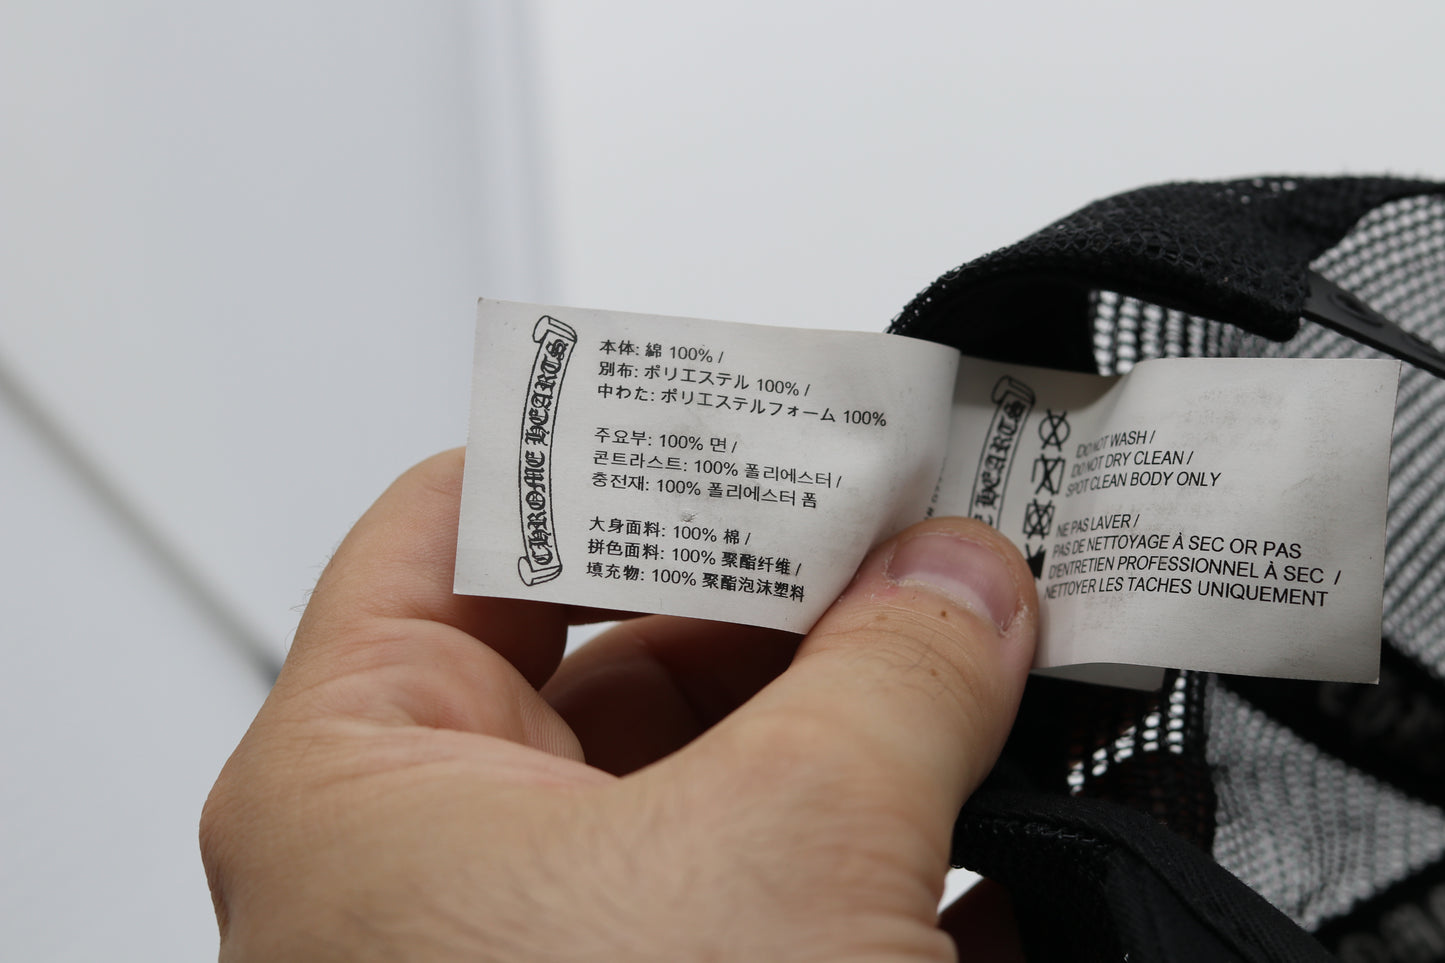 CHROME HEARTS
本体: 綿 100% /
別布: ポリエステル 100% /
中わた: ポリエステルフォーム 100%
주요부: 100% 면 /
콘트라스트: 100% 폴리에스터 /
충전재: 100% 폴리에스터 폼
大身面料: 100% 棉 /
拼色面料: 100% 聚酯纤维 /
填充物: 100% 聚酯泡沫塑料
HEARTS
DO NOT WASH /
DO NOT DRY CLEAN /
SPOT CLEAN BODY ONLY
NE PAS LAVER /
PAS DE NETTOYAGE À SEC OR PAS
D'ENTRETIEN PROFESSIONNEL À SEC /
NETTOYER LES TACHES UNIQUEMENT